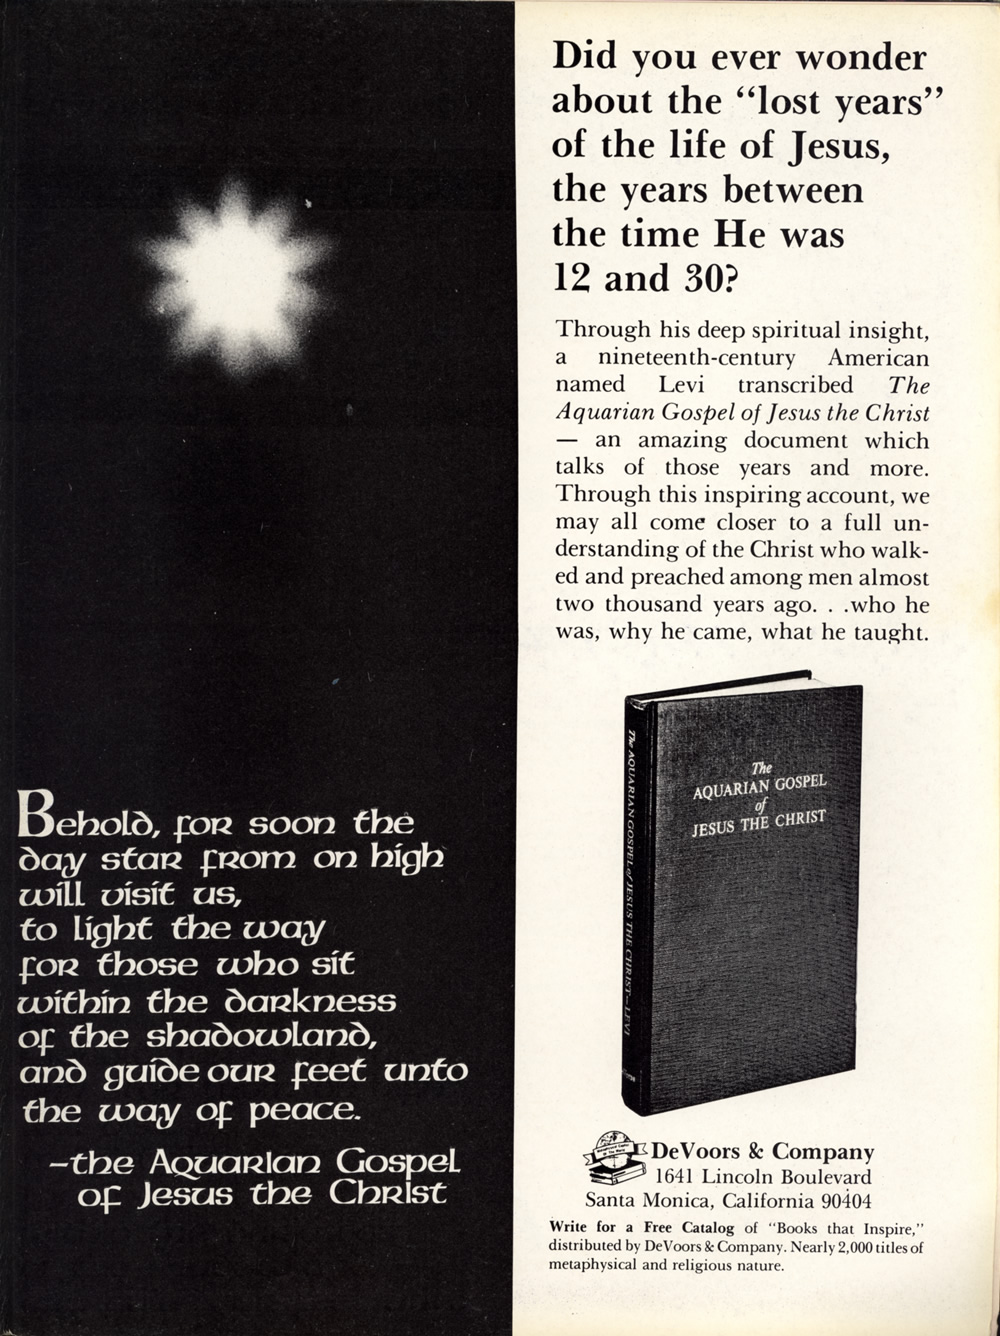 Behold, for soon the
day star from on high
will visit us,
to light the way
for those who sit
within the darkness
of the shadowland,
and guide our feet unto
the way of peace.
-the Aquarian Gospel
of Jesus the Christ
Did you ever wonder
about the “lost years”
of the life of Jesus,
the years between
the time He was
12 and 30?
Through his deep spiritual insight,
a nineteenth-century American
named Levi transcribed The
Aquarian Gospel of Jesus the Christ
— an amazing document which
talks of those years and more.
Through this inspiring account, we
may all come closer to a full un-
derstanding of the Christ who walk-
ed and preached among men almost
two thousand years ago. . .who he
was, why he came, what he taught.
The
AQUARIAN GOSPEL
of
JESUS THE CHRIST
The AQUARIAN GOSPEL of JESUS THE CHRIST—LEVI
DeVoors & Company
1641 Lincoln Boulevard
Santa Monica, California 90404
Write for a Free Catalog of “Books that Inspire,”
distributed by DeVoors & Company. Nearly 2,000 titles of
metaphysical and religious nature.